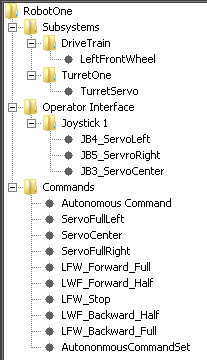 RobotOne
Subsystems
DriveTrain
LeftFrontWheel
TurretOne
TurretServo
Operator Interface
Joystick 1
JB4_ServoLeft
JB5_ServroRight
JB3_ServoCenter
Commands
Autonomous Command
ServoFullLeft
ServoCenter
ServoFullRight
LFW_Forward_Full
LWF_Forward_Half
LFW_Stop
LWF_Backward_Half
LFW_Backward_Full
AutononmousCommandSet